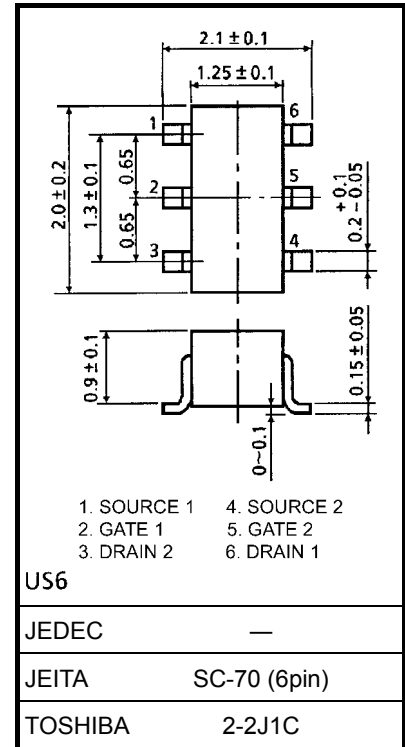 2.1±0.1
1.25±0.1
1
6
2
5
3
4
2.0±0.2
1.3±0.1
0.65
0.65
+0.1
0.2-0.05
0.9±0.1
0.15±0.05
0~0.1
1. SOURCE 1 4. SOURCE 2
2. GATE 1 5. GATE 2
3. DRAIN 2 6. DRAIN 1
US6
JEDEC —
JEITA SC-70 (6pin)
TOSHIBA 2-2J1C